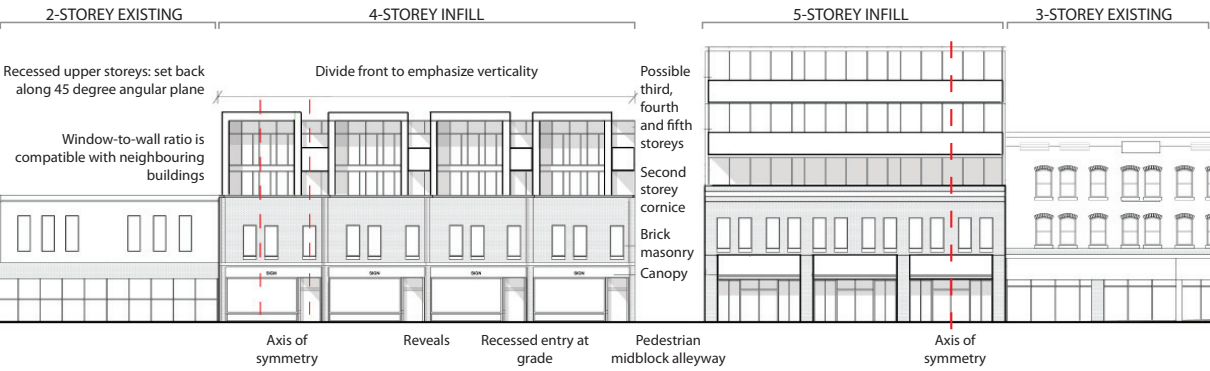 2-STOREY EXISTING
4-STOREY INFILL
5-STOREY INFILL
3-STOREY EXISTING
Recessed upper storeys: set back
along 45 degree angular plane
Divide front to emphasize verticality
Window-to-wall ratio is
compatible with neighbouring
buildings
Possible
third,
fourth
and fifth
storeys
Second
storey
cornice
Brick
masonry
Canopy
SIGN
SIGN
SIGN
SIGN
Axis of
symmetry
Reveals
Recessed entry at
grade
Pedestrian
midblock alleyway
Axis of
symmetry